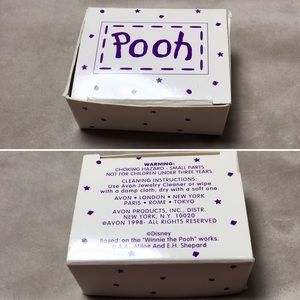 Pooh
WARNING:
CHOKING HAZARD - SMALL PARTS
NOT FOR CHILDREN UNDER THREE YEARS.
CLEANING INSTRUCTIONS:
Use Avon Jewelry Cleaner or wipe
with a damp cloth, dry with a soft one
AVON • LONDON • NEW YORK
PARIS • ROME • TOKYO
AVON PRODUCTS, INC., DISTR.
NEW YORK, N.Y. 10020
©AVON 1998- ALL RIGHTS RESERVED
©Disney
Based on the "Winnie the Pooh" works.
© A.A. Milne And E.H. Shepard